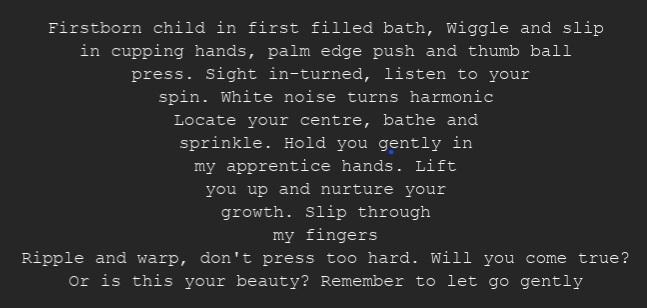 Firstborn child in first filled bath, Wiggle and slip
in cupping hands, palm edge push and thumb ball
press. Sight in-turned, listen to your
spin. White noise turns harmonic
Locate your centre, bathe and
sprinkle. Hold you gently in
my apprentice hands. Lift
you up and nurture your
growth. Slip through
my fingers
Ripple and warp, don't press too hard. Will you come true?
Or is this your beauty? Remember to let go gently